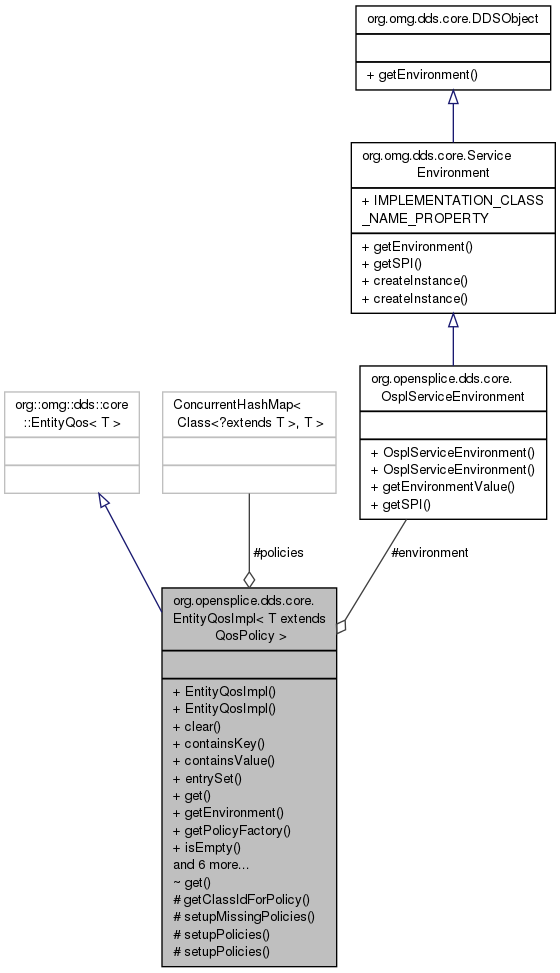 org.omg.dds.core.DDSObject
+ getEnvironment()
org.omg.dds.core.Service
Environment
+ IMPLEMENTATION_CLASS
_NAME_PROPERTY
+ getEnvironment()
+ getSPI()
+ createInstance()
+ createInstance()
org::omg::dds::core
::EntityQos< T >
ConcurrentHashMap<
Class<?extends T >, T >
org.opensplice.dds.core.
OsplServiceEnvironment
+ OsplServiceEnvironment()
+ OsplServiceEnvironment()
+ getEnvironmentValue()
+ getSPI()
#policies
#environment
org.opensplice.dds.core.
EntityQosImpl< T extends
QosPolicy >
+ EntityQosImpl()
+ EntityQosImpl()
+ clear()
+ containsKey()
+ containsValue()
+ entrySet()
+ get()
+ getEnvironment()
+ getPolicyFactory()
+ isEmpty()
and 6 more...
~ get()
# getClassIdForPolicy()
# setupMissingPolicies()
# setupPolicies()
# setupPolicies()